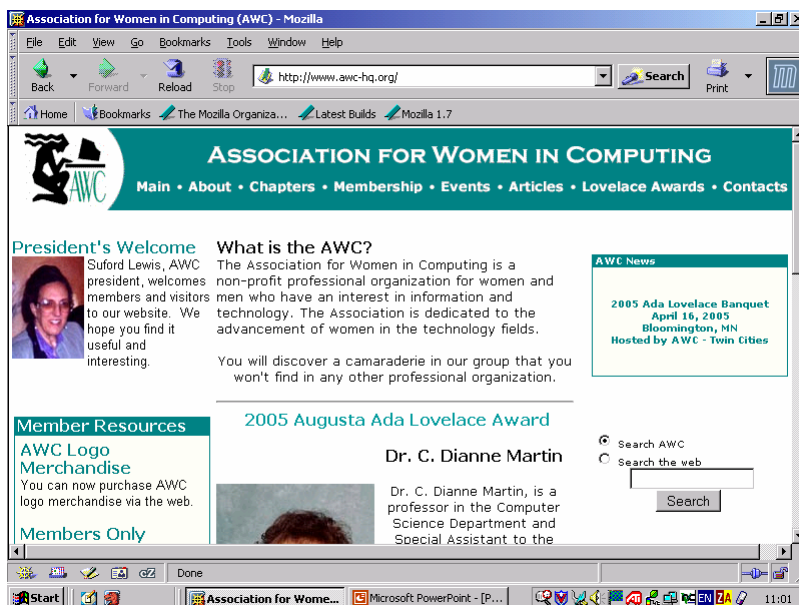 Association for Women in Computing (AWC) - Mozilla
File Edit View Go Bookmarks Tools Window Help
Back Forward Reload Stop http://www.awc-hq.org/ Search Print
Home Bookmarks The Mozilla Organiza... Latest Builds Mozilla 1.7
AWC
ASSOCIATION FOR WOMEN IN COMPUTING
Main • About • Chapters • Membership • Events • Articles • Lovelace Awards • Contacts
President's Welcome
Suford Lewis, AWC
president, welcomes
members and visitors
to our website. We
hope you find it
useful and
interesting.
Member Resources
AWC Logo
Merchandise
You can now purchase AWC
logo merchandise via the web.
Members Only
What is the AWC?
The Association for Women in Computing is a
non-profit professional organization for women and
men who have an interest in information and
technology. The Association is dedicated to the
advancement of women in the technology fields.
You will discover a camaraderie in our group that you
won't find in any other professional organization.
2005 Augusta Ada Lovelace Award
Dr. C. Dianne Martin
Dr. C. Dianne Martin, is a
professor in the Computer
Science Department and
Special Assistant to the
AWC News
2005 Ada Lovelace Banquet
April 16, 2005
Bloomington, MN
Hosted by AWC - Twin Cities
Search AWC
Search the web
Search
Done
Start Association for Wome... Microsoft PowerPoint - [P... EN ZA 11:01